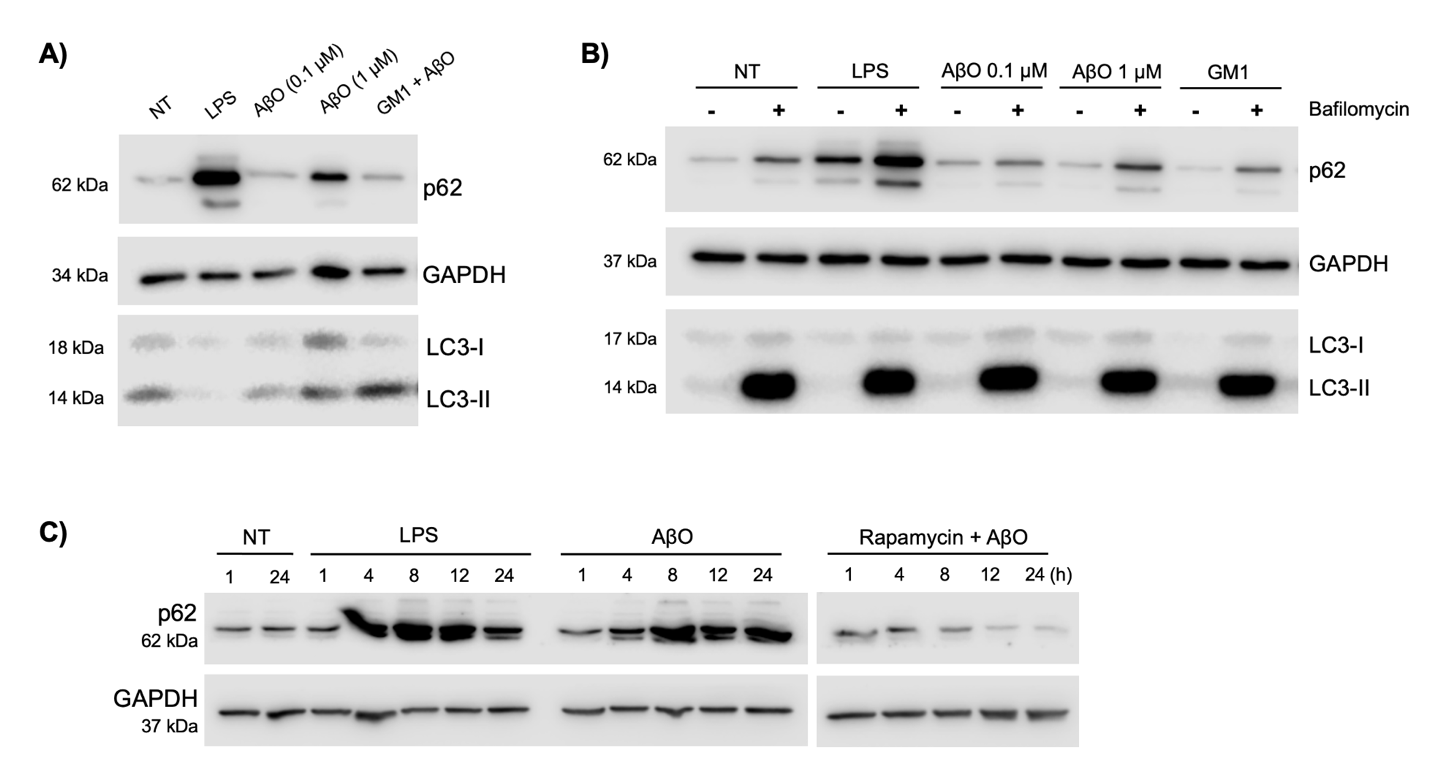 A)
NT
LPS
AβO (0.1 μM)
AβO (1 μM)
GM1 + AβO
62 kDa
p62
34 kDa
GAPDH
18 kDa
LC3-I
14 kDa
LC3-II
B)
NT LPS AβO 0.1 μM AβO 1 μM GM1
- + - + - + - + - + Bafilomycin
62 kDa
p62
37 kDa
GAPDH
17 kDa
LC3-I
14 kDa
LC3-II
C)
NT LPS AβO Rapamycin + AβO
1 24 1 4 8 12 24 1 4 8 12 24 1 4 8 12 24 (h)
p62
62 kDa
GAPDH
37 kDa